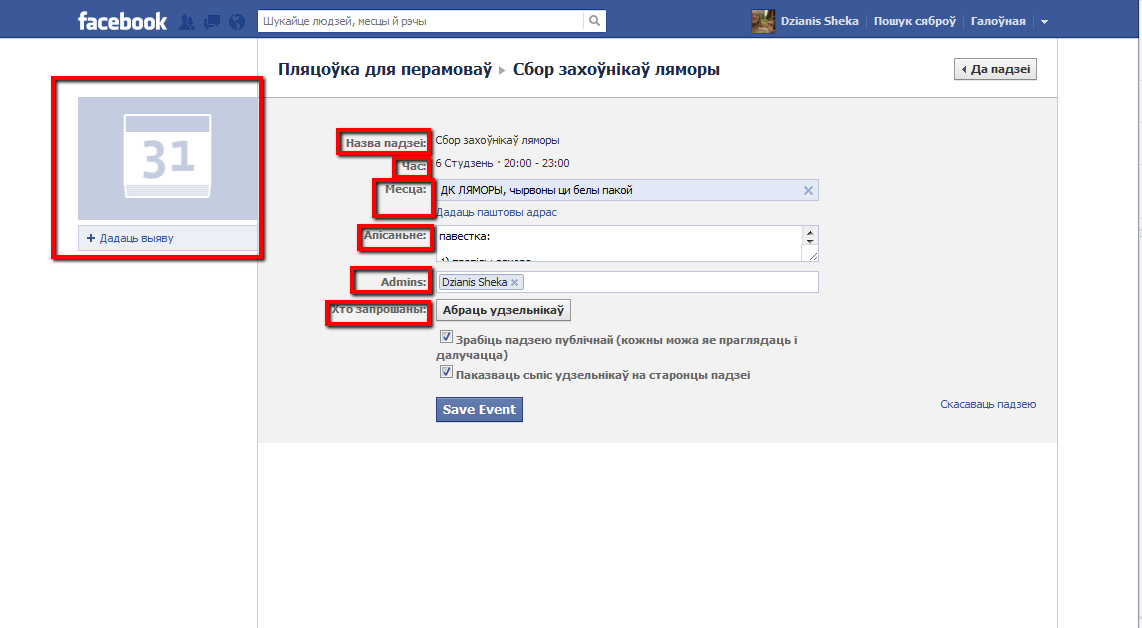 facebook
Шукайце людзей, месцы й рэчы
Dzianis Sheka
Пошук сяброў
Галоўная
Пляцоўка для перамоваў ▸ Сбор захоўнікаў ляморы
Да падзеі
31
+ Дадаць выяву
Назва падзеі: Сбор захоўнікаў ляморы
Час: 6 Студзень · 20:00 - 23:00
Месца: ДК ЛЯМОРЫ, чырвоны ци белы пакой
Дадаць паштовы адрас
Апісаньне: павестка:
Admins: Dzianis Sheka
Хто запрошаны: Абраць удзельнікаў
Зрабіць падзею публічнай (кожны можа яе праглядаць і
далучацца)
Паказваць сьпіс удзельнікаў на старонцы падзеі
Save Event
Скасаваць падзею